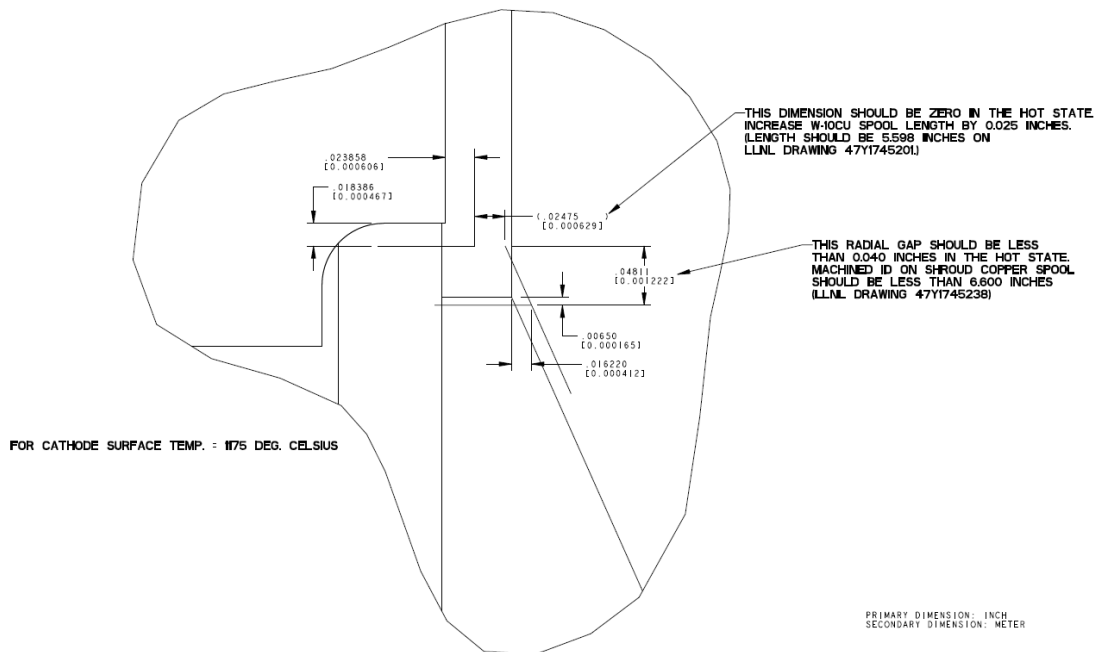 THIS DIMENSION SHOULD BE ZERO IN THE HOT STATE.
INCREASE W-10CU SPOOL LENGTH BY 0.025 INCHES.
(LENGTH SHOULD BE 5.598 INCHES ON
LLNL DRAWING 47Y1745201.)
.023858
[0.000606]
.018386
[0.000467]
(.02475)
[0.000629]
THIS RADIAL GAP SHOULD BE LESS
THAN 0.040 INCHES IN THE HOT STATE.
MACHINED ID ON SHROUD COPPER SPOOL
SHOULD BE LESS THAN 6.600 INCHES
(LLNL DRAWING 47Y1745238)
.04811
[0.001222]
.00650
[0.000165]
.016220
[0.000412]
FOR CATHODE SURFACE TEMP. = 1175 DEG. CELSIUS
PRIMARY DIMENSION: INCH
SECONDARY DIMENSION: METER